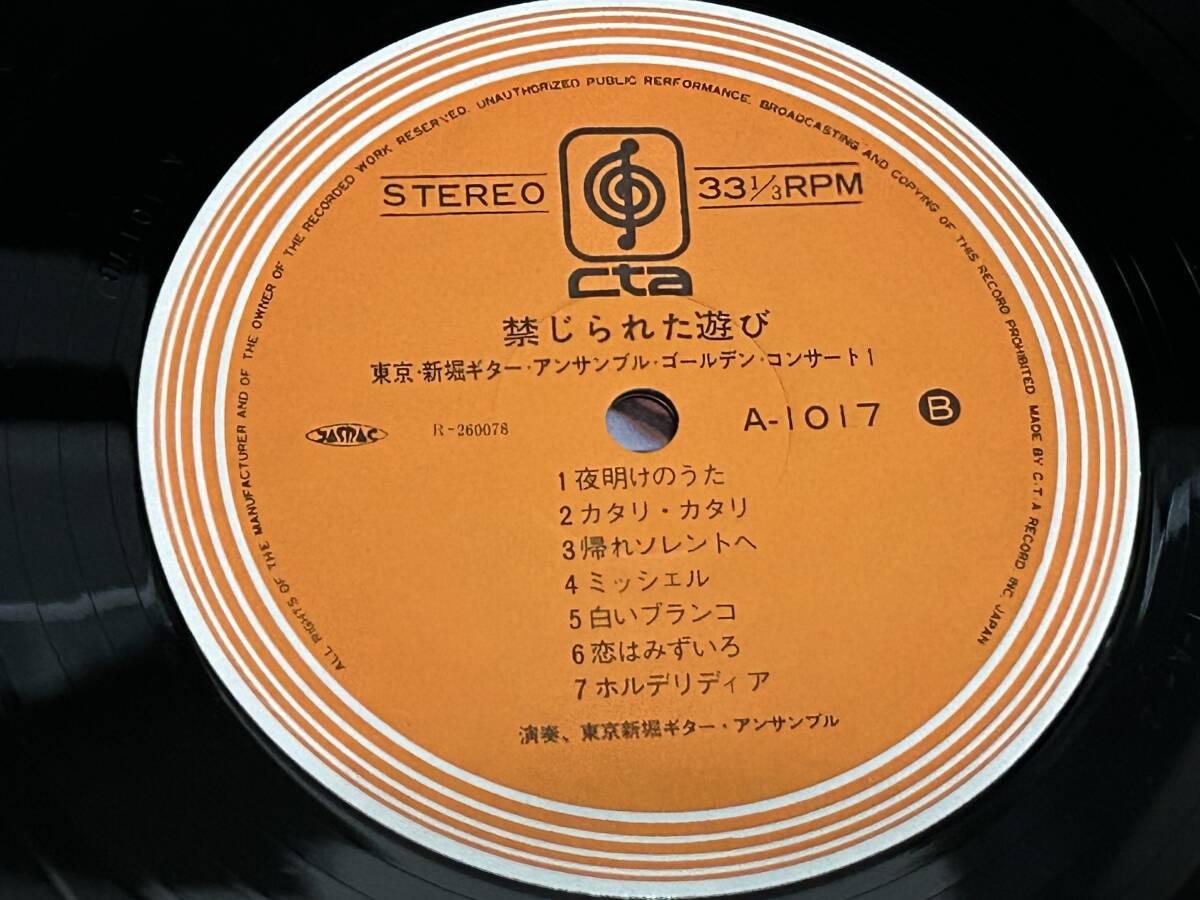 ALL RIGHTS OF THE MANUFACTURER AND OF THE OWNER OF THE RECORDED WORK RESERVED. UNAUTHORIZED PUBLIC PERFORMANCE. BROADCASTING AND COPYING OF THIS RECORD PROHIBITED MADE BY C.T.A RECORD, INC. JAPAN
STEREO
33 1/3 RPM
cta
禁じられた遊び
東京・新堀ギター・アンサンブル・ゴールデン・コンサート1
JASRAC
R-260078
A-1017
B
1 夜明けのうた
2 カタリ・カタリ
3 帰れソレントへ
4 ミッシェル
5 白いブランコ
6 恋はみずいろ
7 ホルデリディア
演奏、東京新堀ギター・アンサンブル